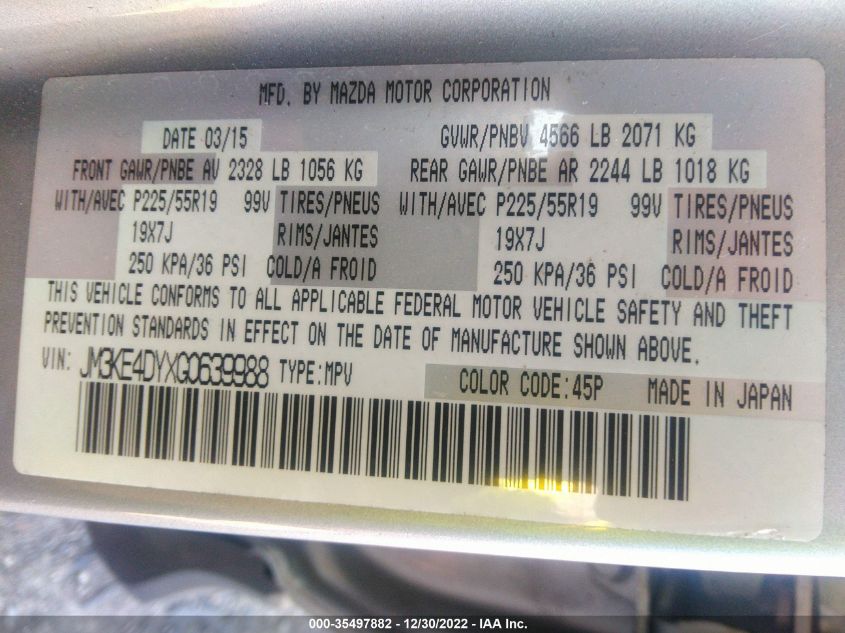 MFD. BY MAZDA MOTOR CORPORATION
DATE 03/15 GVWR/PNBV 4566 LB 2071 KG
FRONT GAWR/PNBE AV 2328 LB 1056 KG REAR GAWR/PNBE AR 2244 LB 1018 KG
WITH/AVEC P225/55R19 99V TIRES/PNEUS WITH/AVEC P225/55R19 99V TIRES/PNEUS
19X7J RIMS/JANTES 19X7J RIMS/JANTES
250 KPA/36 PSI COLD/A FROID 250 KPA/36 PSI COLD/A FROID
THIS VEHICLE CONFORMS TO ALL APPLICABLE FEDERAL MOTOR VEHICLE SAFETY AND THEFT
PREVENTION STANDARDS IN EFFECT ON THE DATE OF MANUFACTURE SHOWN ABOVE.
VIN: JM3KE4DYXG0639988 TYPE:MPV COLOR CODE:45P MADE IN JAPAN
000-35497882 - 12/30/2022 - IAA Inc.